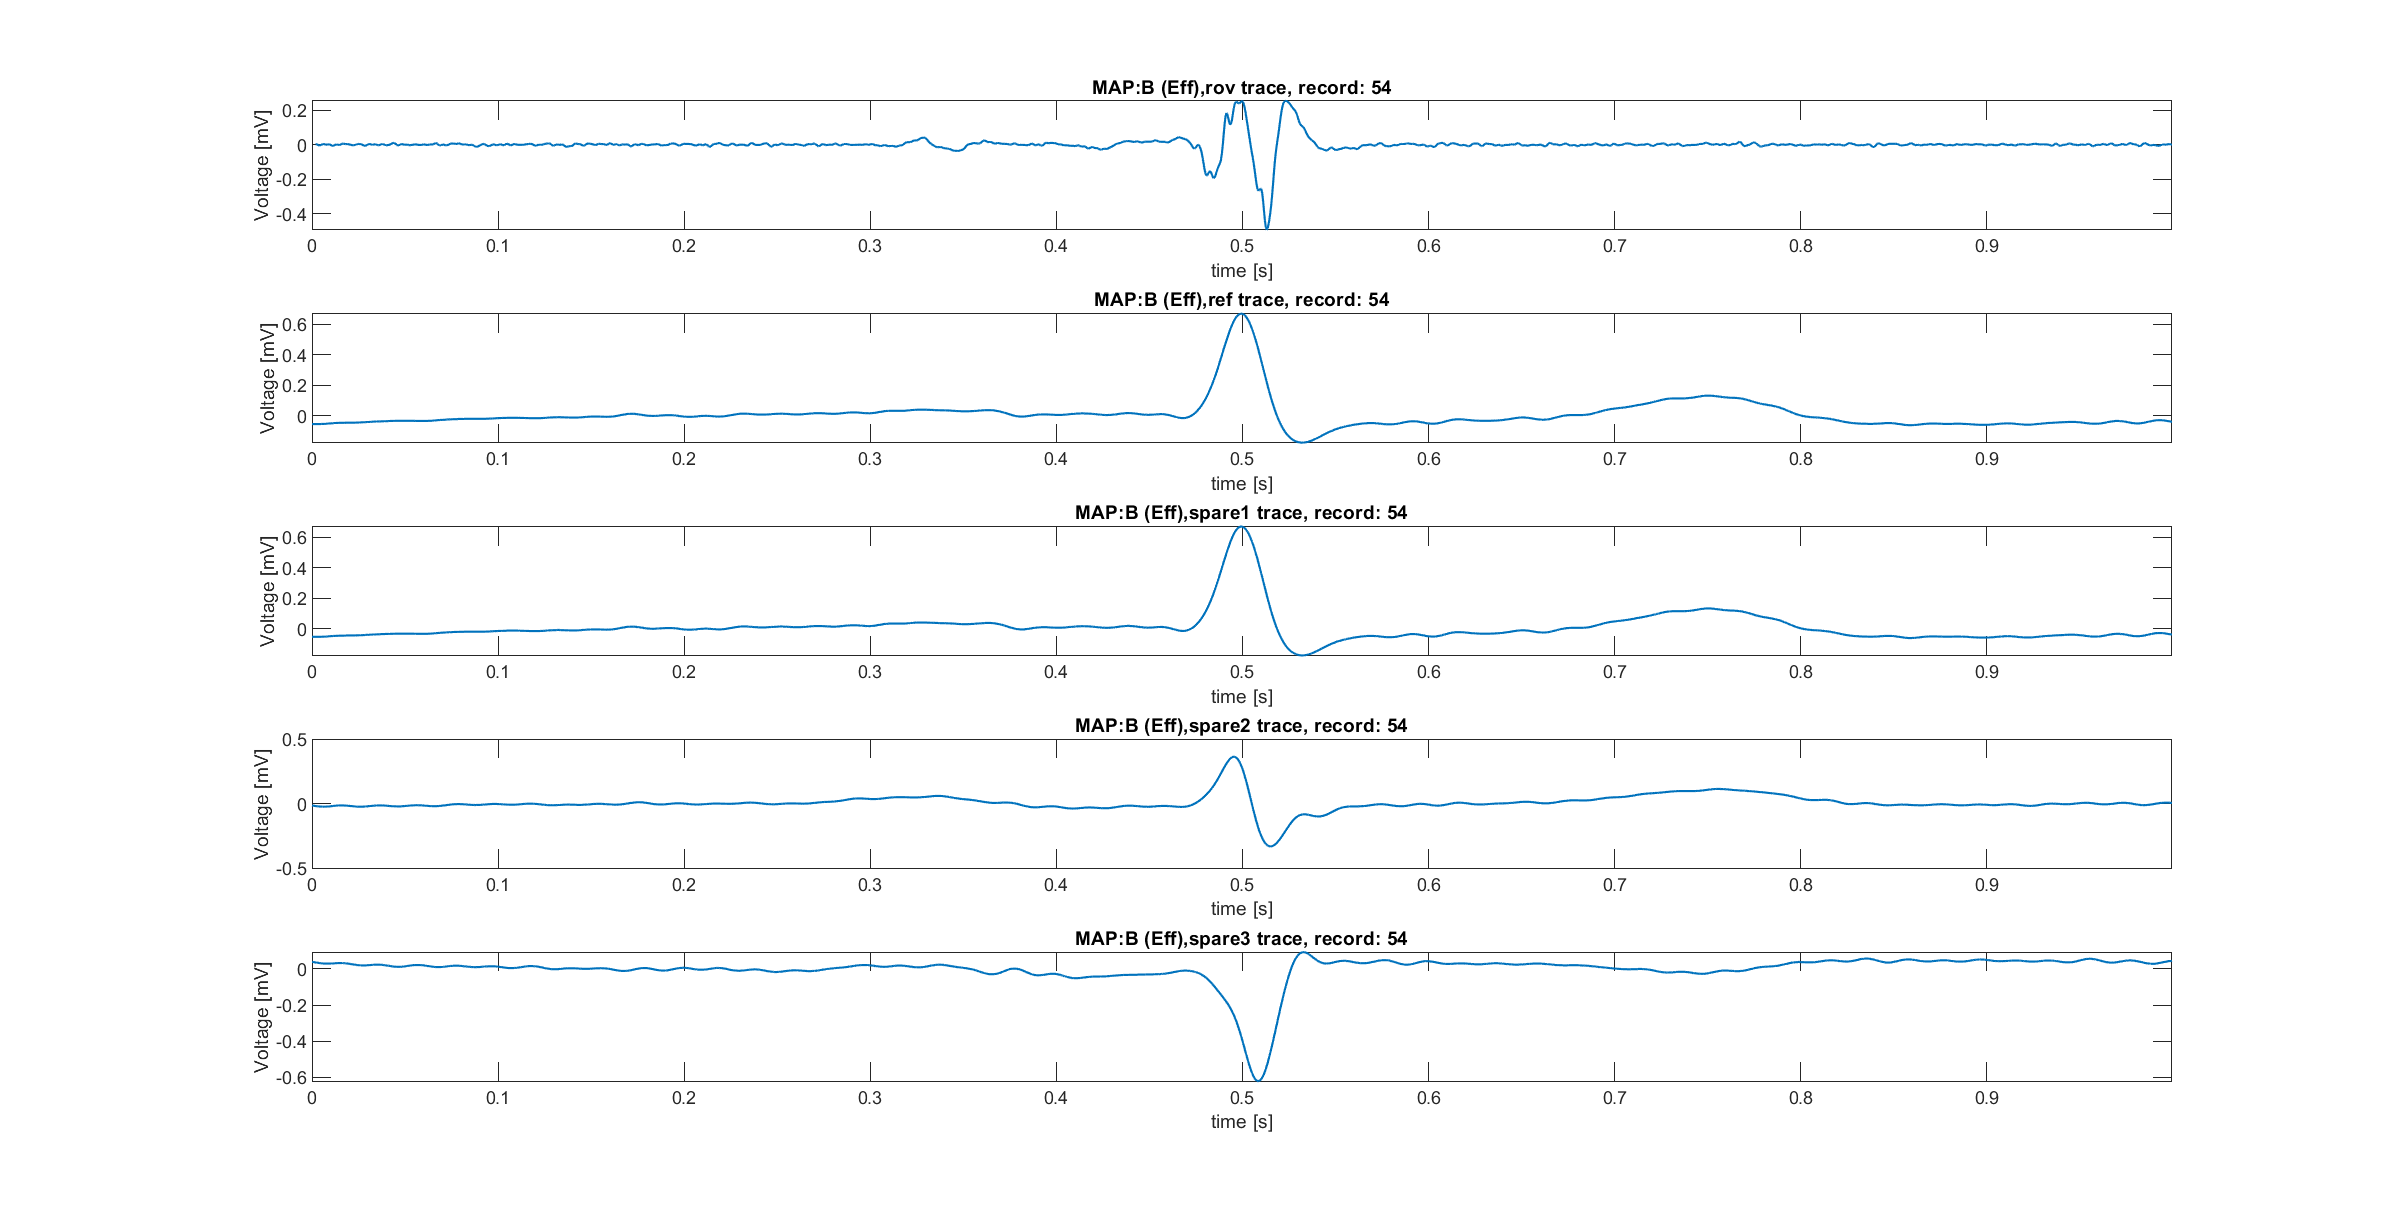 MAP:B (Eff),rov trace, record: 54
Voltage [mV]
0.2
0
-0.2
-0.4
0 0.1 0.2 0.3 0.4 0.5 0.6 0.7 0.8 0.9
time [s]
MAP:B (Eff),ref trace, record: 54
Voltage [mV]
0.6
0.4
0.2
0
0 0.1 0.2 0.3 0.4 0.5 0.6 0.7 0.8 0.9
time [s]
MAP:B (Eff),spare1 trace, record: 54
Voltage [mV]
0.6
0.4
0.2
0
0 0.1 0.2 0.3 0.4 0.5 0.6 0.7 0.8 0.9
time [s]
MAP:B (Eff),spare2 trace, record: 54
Voltage [mV]
0.5
0
-0.5
0 0.1 0.2 0.3 0.4 0.5 0.6 0.7 0.8 0.9
time [s]
MAP:B (Eff),spare3 trace, record: 54
Voltage [mV]
0
-0.2
-0.4
-0.6
0 0.1 0.2 0.3 0.4 0.5 0.6 0.7 0.8 0.9
time [s]